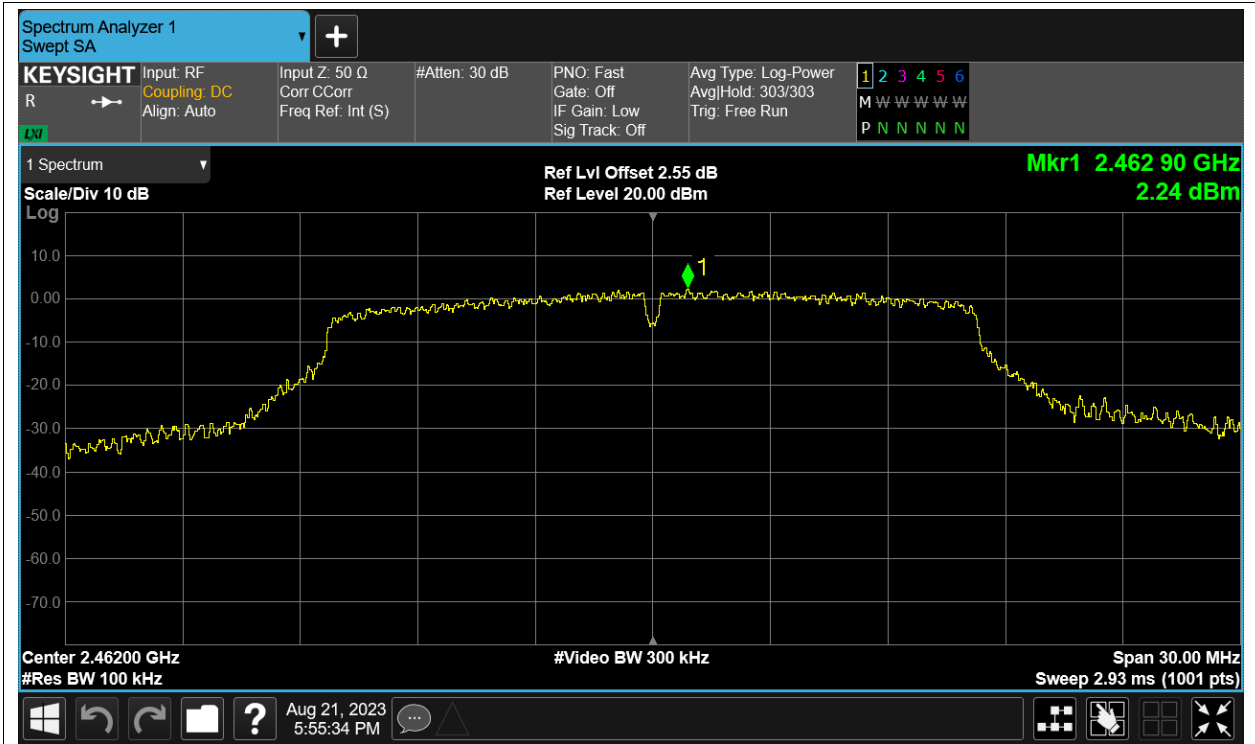 Spectrum Analyzer 1
Swept SA
KEYSIGHT
R
LXI
Input: RF
Coupling: DC
Align: Auto
Input Z: 50 Ω
Corr CCorr
Freq Ref: Int (S)
#Atten: 30 dB
PNO: Fast
Gate: Off
IF Gain: Low
Sig Track: Off
Avg Type: Log-Power
Avg|Hold: 303/303
Trig: Free Run
1 2 3 4 5 6
M W W W W W
P N N N N N
1 Spectrum
Scale/Div 10 dB
Ref Lvl Offset 2.55 dB
Ref Level 20.00 dBm
Mkr1 2.462 90 GHz
2.24 dBm
Log
10.0
0.00
-10.0
-20.0
-30.0
-40.0
-50.0
-60.0
-70.0
1
Center 2.46200 GHz
#Res BW 100 kHz
#Video BW 300 kHz
Span 30.00 MHz
Sweep 2.93 ms (1001 pts)
?
Aug 21, 2023
5:55:34 PM